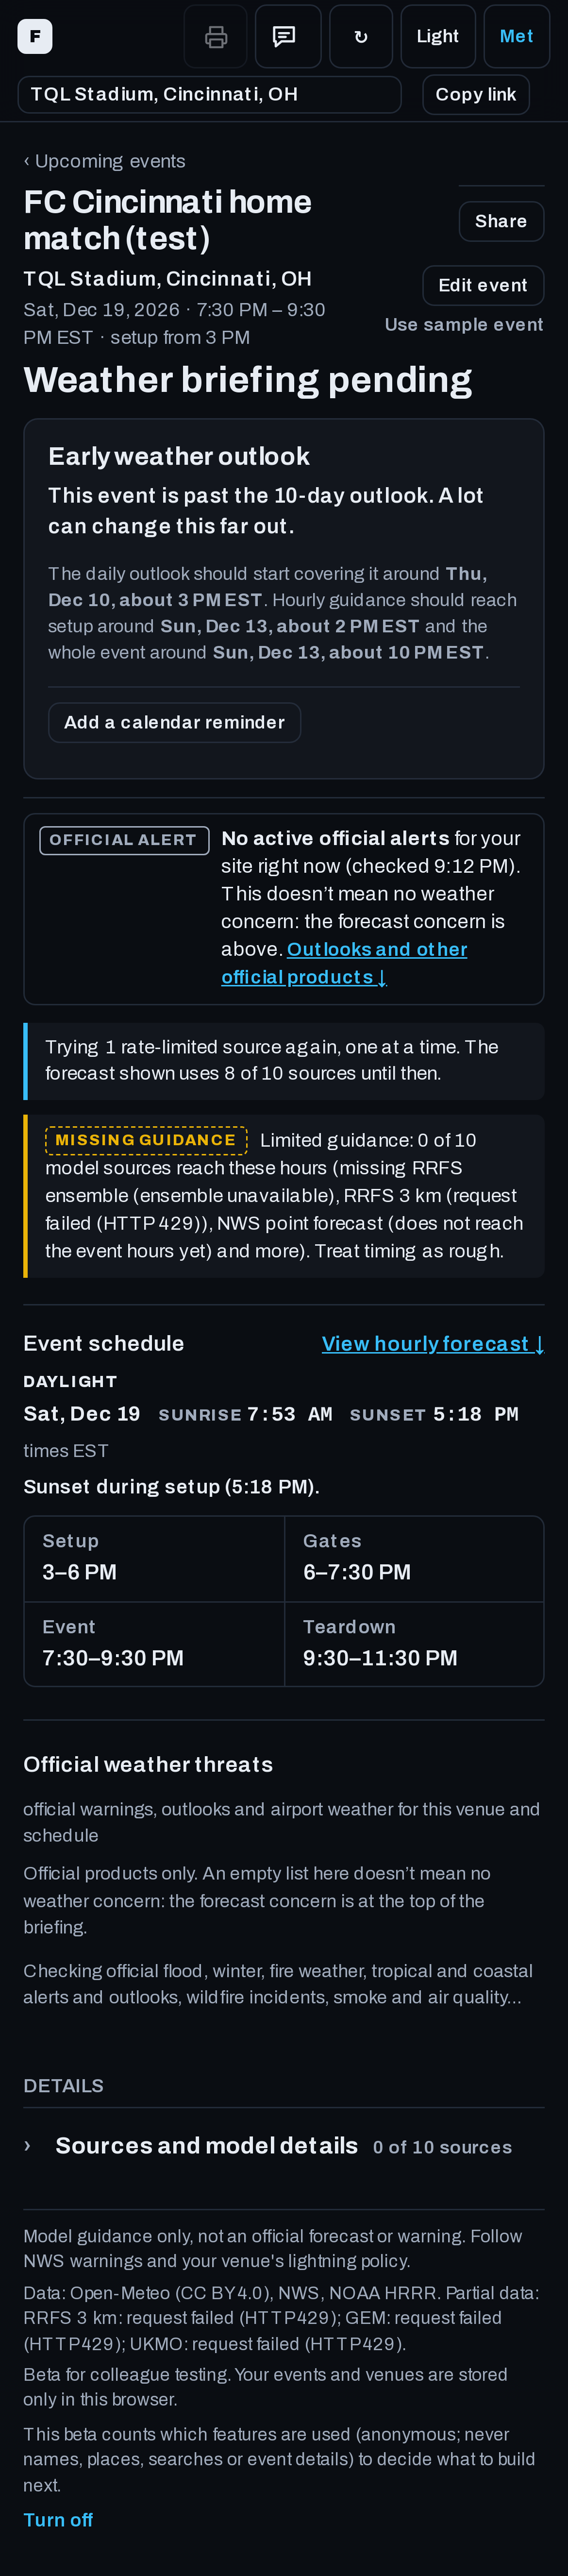 F
↻
Light
Met
TQL Stadium, Cincinnati, OH
Copy link
‹ Upcoming events
FC Cincinnati home
match (test)
Share
TQL Stadium, Cincinnati, OH
Edit event
Sat, Dec 19, 2026 · 7:30 PM – 9:30
PM EST · setup from 3 PM
Use sample event
Weather briefing pending
Early weather outlook
This event is past the 10-day outlook. A lot
can change this far out.
The daily outlook should start covering it around Thu,
Dec 10, about 3 PM EST. Hourly guidance should reach
setup around Sun, Dec 13, about 2 PM EST and the
whole event around Sun, Dec 13, about 10 PM EST.
Add a calendar reminder
OFFICIAL ALERT
No active official alerts for your
site right now (checked 9:12 PM).
This doesn’t mean no weather
concern: the forecast concern is
above. Outlooks and other
official products ↓
Trying 1 rate-limited source again, one at a time. The
forecast shown uses 8 of 10 sources until then.
MISSING GUIDANCE Limited guidance: 0 of 10
model sources reach these hours (missing RRFS
ensemble (ensemble unavailable), RRFS 3 km (request
failed (HTTP 429)), NWS point forecast (does not reach
the event hours yet) and more). Treat timing as rough.
Event schedule
View hourly forecast ↓
DAYLIGHT
Sat, Dec 19 SUNRISE 7:53 AM SUNSET 5:18 PM
times EST
Sunset during setup (5:18 PM).
Setup
3–6 PM
Gates
6–7:30 PM
Event
7:30–9:30 PM
Teardown
9:30–11:30 PM
Official weather threats
official warnings, outlooks and airport weather for this venue and
schedule
Official products only. An empty list here doesn’t mean no
weather concern: the forecast concern is at the top of the
briefing.
Checking official flood, winter, fire weather, tropical and coastal
alerts and outlooks, wildfire incidents, smoke and air quality…
DETAILS
› Sources and model details 0 of 10 sources
Model guidance only, not an official forecast or warning. Follow
NWS warnings and your venue's lightning policy.
Data: Open-Meteo (CC BY 4.0), NWS, NOAA HRRR. Partial data:
RRFS 3 km: request failed (HTTP 429); GEM: request failed
(HTTP 429); UKMO: request failed (HTTP 429).
Beta for colleague testing. Your events and venues are stored
only in this browser.
This beta counts which features are used (anonymous; never
names, places, searches or event details) to decide what to build
next.
Turn off